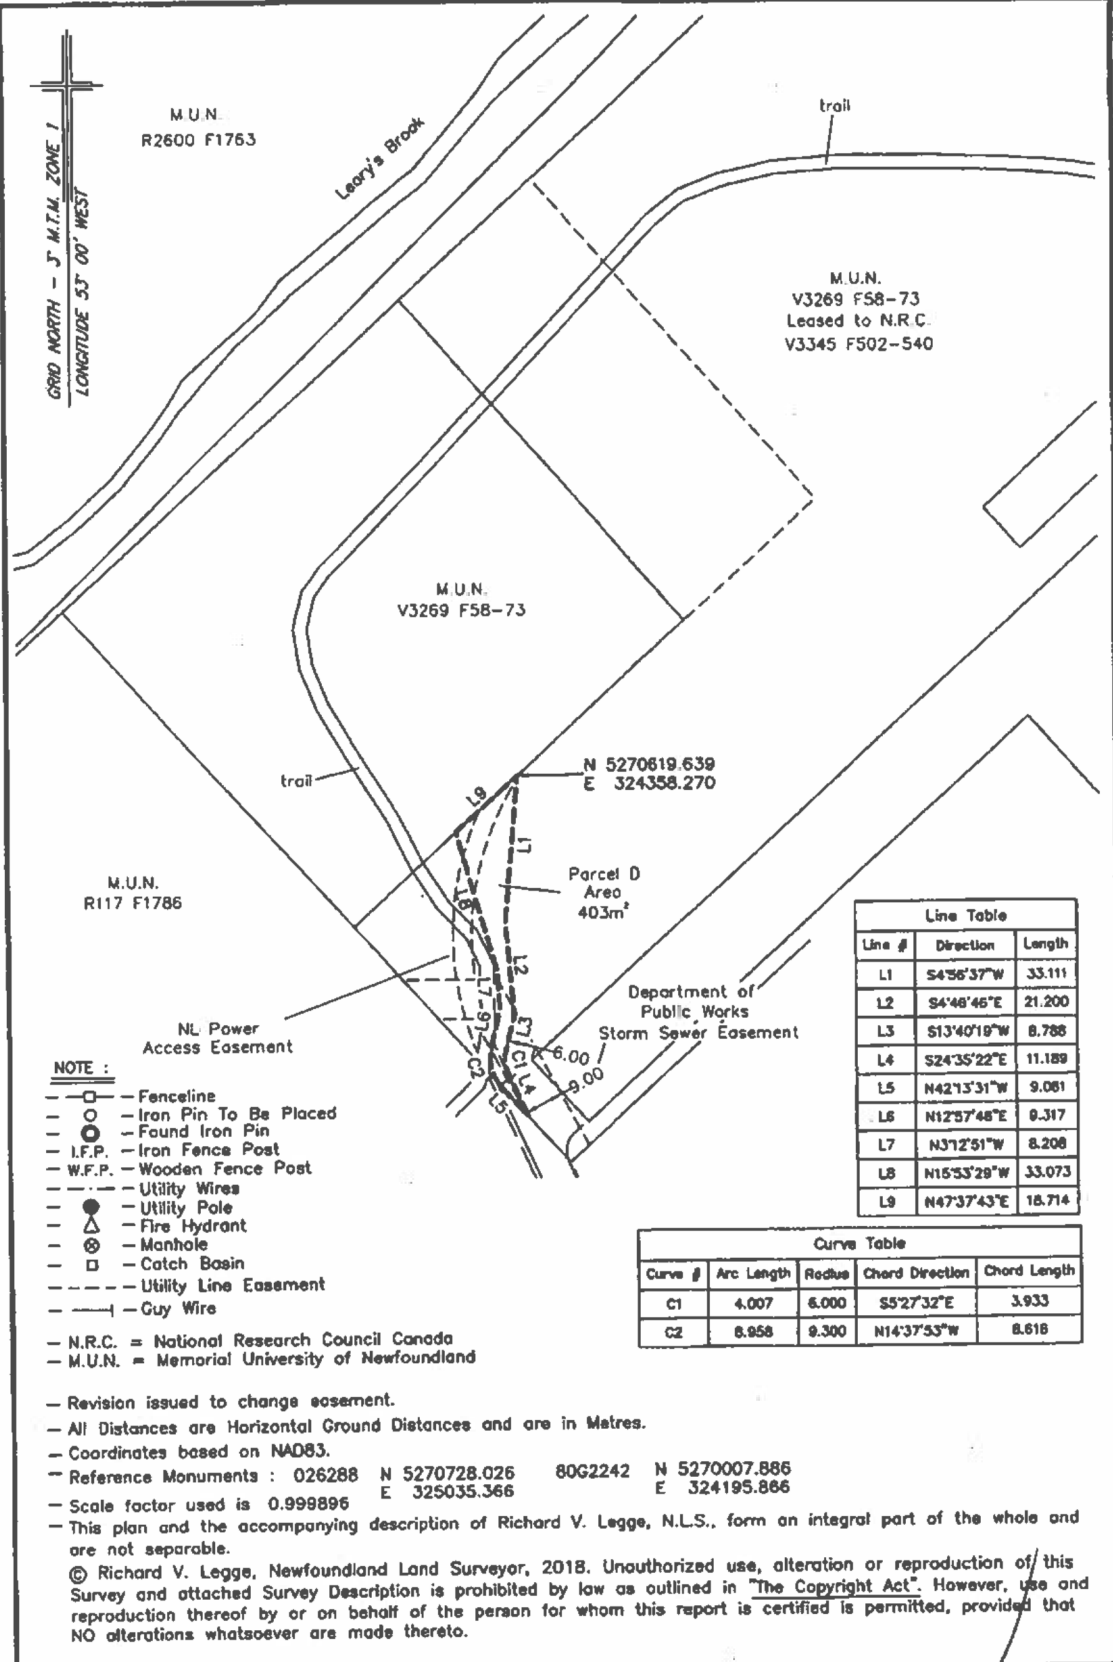 GRID NORTH - 3° M.T.M. ZONE 1
LONGITUDE 53° 00' WEST
M.U.N.
R2600 F1763
Leary's Brook
trail
M.U.N.
V3269 F58-73
Leased to N.R.C.
V3345 F502-540
M.U.N.
V3269 F58-73
trail
N 5270619.639
E 324358.270
L9
L1
Parcel D
Area
403m²
L8
L2
M.U.N.
R117 F1786
L7
L6
L3
C2
C1
L4
L5
6.00
9.00
Department of
Public Works
Storm Sewer Easement
NL Power
Access Easement
Line Table
Line # Direction Length
L1 S4°56'37"W 33.111
L2 S4°46'46"E 21.200
L3 S13°40'19"W 8.786
L4 S24°35'22"E 11.189
L5 N42°13'31"W 9.061
L6 N12°57'48"E 9.317
L7 N3°12'51"W 8.208
L8 N15°53'29"W 33.073
L9 N47°37'43"E 18.714
Curve Table
Curve # Arc Length Radius Chord Direction Chord Length
C1 4.007 6.000 S5°27'32"E 3.933
C2 8.958 9.300 N14°37'53"W 8.616
NOTE :
- Fenceline
- Iron Pin To Be Placed
- Found Iron Pin
- I.F.P. - Iron Fence Post
- W.F.P. - Wooden Fence Post
- Utility Wires
- Utility Pole
- Fire Hydrant
- Manhole
- Catch Basin
- Utility Line Easement
- Guy Wire
- N.R.C. = National Research Council Canada
- M.U.N. = Memorial University of Newfoundland
- Revision issued to change easement.
- All Distances are Horizontal Ground Distances and are in Metres.
- Coordinates based on NAD83.
- Reference Monuments : 026288 N 5270728.026 80G2242 N 5270007.886
E 325035.366 E 324195.866
- Scale factor used is 0.999896
- This plan and the accompanying description of Richard V. Legge, N.L.S., form an integral part of the whole and
are not separable.
© Richard V. Legge, Newfoundland Land Surveyor, 2018. Unauthorized use, alteration or reproduction of this
Survey and attached Survey Description is prohibited by law as outlined in "The Copyright Act". However, use and
reproduction thereof by or on behalf of the person for whom this report is certified is permitted, provided that
NO alterations whatsoever are made thereto.